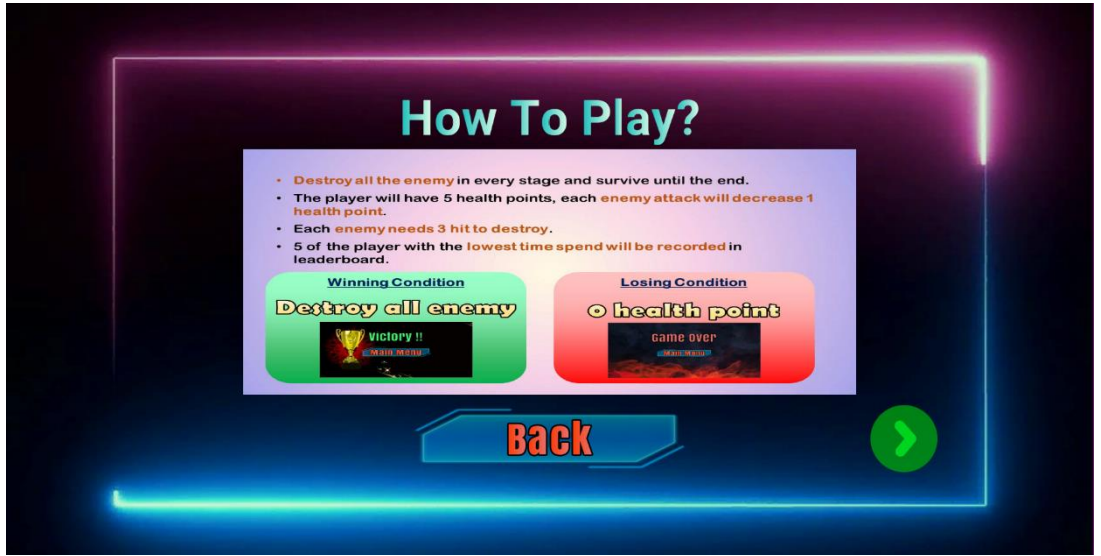 How To Play?
• Destroy all the enemy in every stage and survive until the end.
• The player will have 5 health points, each enemy attack will decrease 1
health point.
• Each enemy needs 3 hit to destroy.
• 5 of the player with the lowest time spend will be recorded in
leaderboard.
Winning Condition
Destroy all enemy
Victory !!
Main Menu
Losing Condition
0 health point
Game over
Main Menu
Back